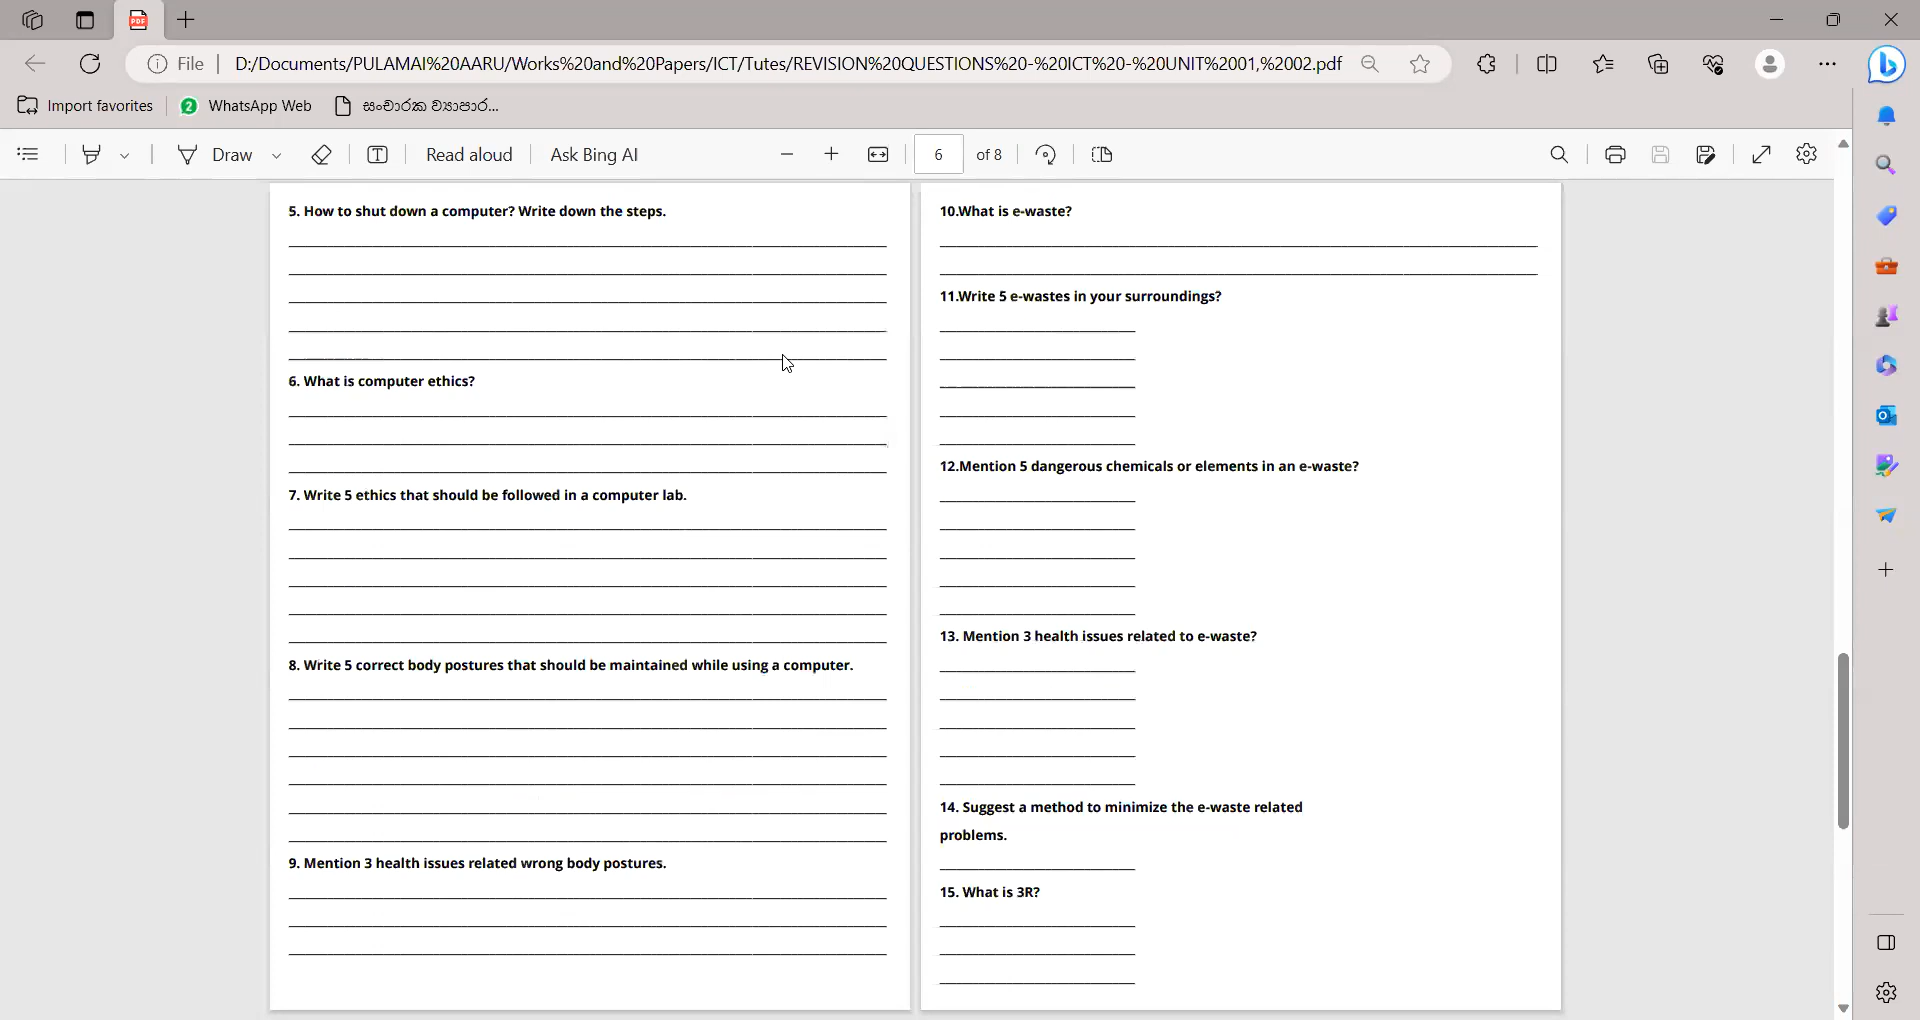 File D:/Documents/PULAMAI%20AARU/Works%20and%20Papers/ICT/Tutes/REVISION%20QUESTIONS%20-%20ICT%20-%20UNIT%2001,%2002.pdf
Import favorites 2 WhatsApp Web සංචාරක ව්‍යාපාර...
Draw Read aloud Ask Bing AI 6 of 8
5. How to shut down a computer? Write down the steps.
6. What is computer ethics?
7. Write 5 ethics that should be followed in a computer lab.
8. Write 5 correct body postures that should be maintained while using a computer.
9. Mention 3 health issues related wrong body postures.
10.What is e-waste?
11.Write 5 e-wastes in your surroundings?
12.Mention 5 dangerous chemicals or elements in an e-waste?
13. Mention 3 health issues related to e-waste?
14. Suggest a method to minimize the e-waste related
problems.
15. What is 3R?